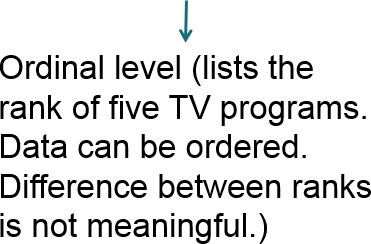 Ordinal level (lists the
rank of five TV programs.
Data can be ordered.
Difference between ranks
is not meaningful.)